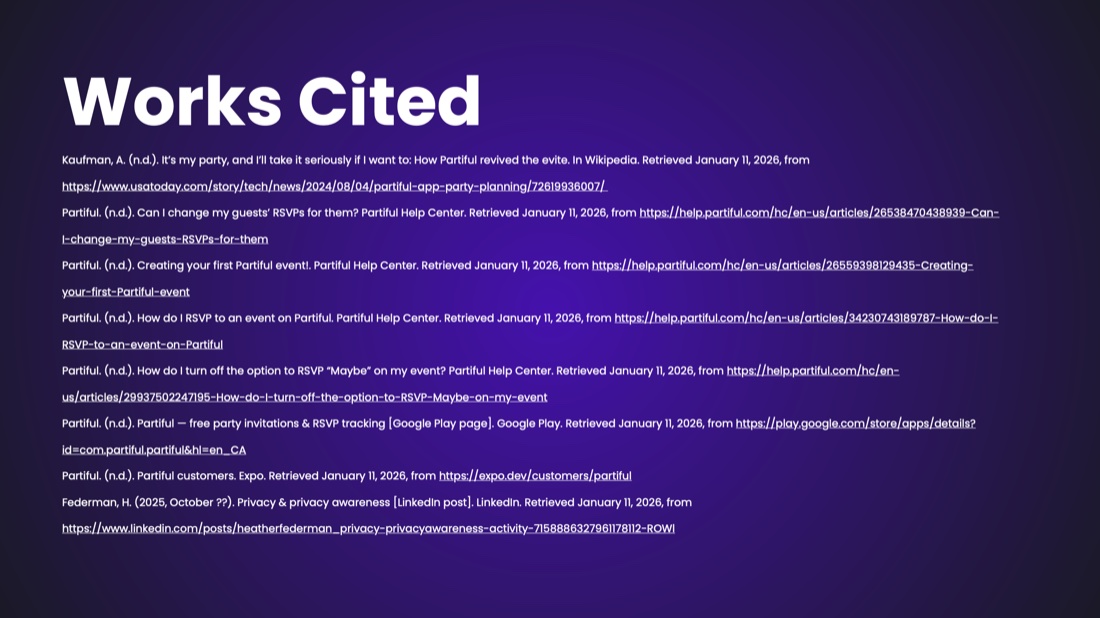 Works Cited
Kaufman, A. (n.d.). It’s my party, and I’ll take it seriously if I want to: How Partiful revived the evite. In Wikipedia. Retrieved January 11, 2026, from
https://www.usatoday.com/story/tech/news/2024/08/04/partiful-app-party-planning/72619936007/
Partiful. (n.d.). Can I change my guests’ RSVPs for them? Partiful Help Center. Retrieved January 11, 2026, from https://help.partiful.com/hc/en-us/articles/26538470438939-Can-
I-change-my-guests-RSVPs-for-them
Partiful. (n.d.). Creating your first Partiful event!. Partiful Help Center. Retrieved January 11, 2026, from https://help.partiful.com/hc/en-us/articles/26559398129435-Creating-
your-first-Partiful-event
Partiful. (n.d.). How do I RSVP to an event on Partiful. Partiful Help Center. Retrieved January 11, 2026, from https://help.partiful.com/hc/en-us/articles/34230743189787-How-do-I-
RSVP-to-an-event-on-Partiful
Partiful. (n.d.). How do I turn off the option to RSVP “Maybe” on my event? Partiful Help Center. Retrieved January 11, 2026, from https://help.partiful.com/hc/en-
us/articles/29937502247195-How-do-I-turn-off-the-option-to-RSVP-Maybe-on-my-event
Partiful. (n.d.). Partiful — free party invitations & RSVP tracking [Google Play page]. Google Play. Retrieved January 11, 2026, from https://play.google.com/store/apps/details?
id=com.partiful.partiful&hl=en_CA
Partiful. (n.d.). Partiful customers. Expo. Retrieved January 11, 2026, from https://expo.dev/customers/partiful
Federman, H. (2025, October ??). Privacy & privacy awareness [LinkedIn post]. LinkedIn. Retrieved January 11, 2026, from
https://www.linkedin.com/posts/heatherfederman_privacy-privacyawareness-activity-7158886327961178112-ROWl